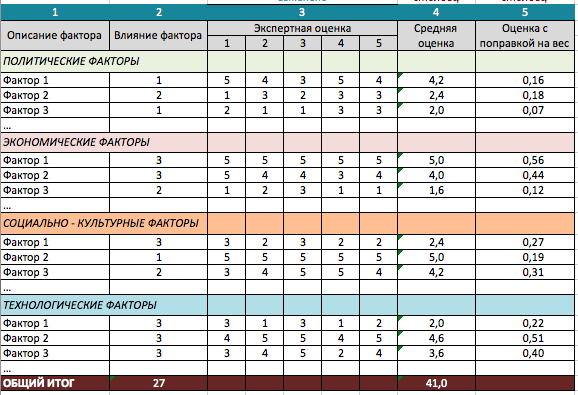 1 2 3 4 5
Описание фактора Влияние фактора Экспертная оценка Средняя оценка Оценка с поправкой на вес
1 2 3 4 5
ПОЛИТИЧЕСКИЕ ФАКТОРЫ
Фактор 1 1 5 4 3 5 4 4,2 0,16
Фактор 2 2 1 3 2 3 3 2,4 0,18
Фактор 3 1 2 1 1 3 3 2,0 0,07
...
ЭКОНОМИЧЕСКИЕ ФАКТОРЫ
Фактор 1 3 5 5 5 5 5 5,0 0,56
Фактор 2 3 5 4 4 3 4 4,0 0,44
Фактор 3 2 1 2 3 1 1 1,6 0,12
...
СОЦИАЛЬНО - КУЛЬТУРНЫЕ ФАКТОРЫ
Фактор 1 3 3 2 3 2 2 2,4 0,27
Фактор 2 1 5 5 5 5 5 5,0 0,19
Фактор 3 2 3 4 5 5 4 4,2 0,31
...
ТЕХНОЛОГИЧЕСКИЕ ФАКТОРЫ
Фактор 1 3 3 1 3 1 2 2,0 0,22
Фактор 2 3 4 5 5 4 5 4,6 0,51
Фактор 3 3 3 4 5 2 4 3,6 0,40
...
ОБЩИЙ ИТОГ 27 41,0